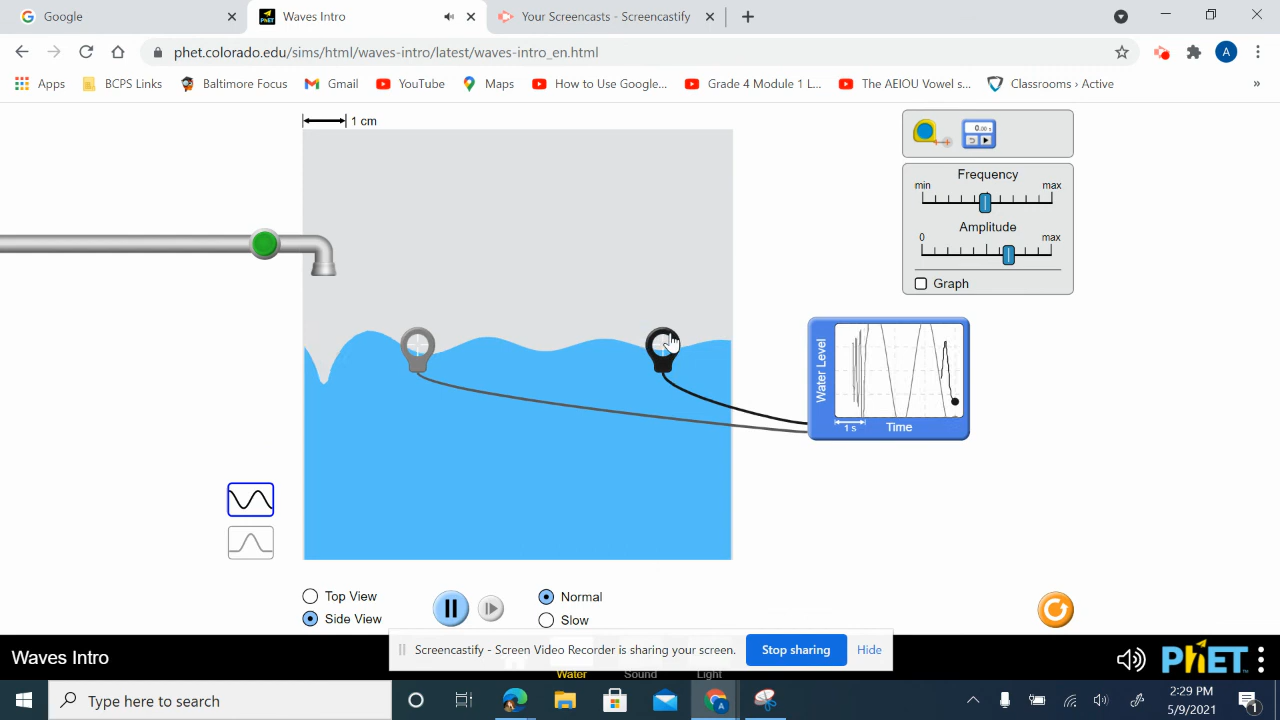 Google
Waves Intro
Your Screencasts - Screencastify
phet.colorado.edu/sims/html/waves-intro/latest/waves-intro_en.html
A
Apps
BCPS Links
Baltimore Focus
Gmail
YouTube
Maps
How to Use Google...
Grade 4 Module 1 L...
The AEIOU Vowel s...
Classrooms › Active
»
1 cm
0.00 s
Frequency
min
max
Amplitude
0
max
Graph
Water Level
1 s
Time
Top View
Side View
Normal
Slow
Screencastify - Screen Video Recorder is sharing your screen.
Stop sharing
Hide
Waves Intro
Water
Sound
Light
PhET
Type here to search
A
2:29 PM
5/9/2021
1